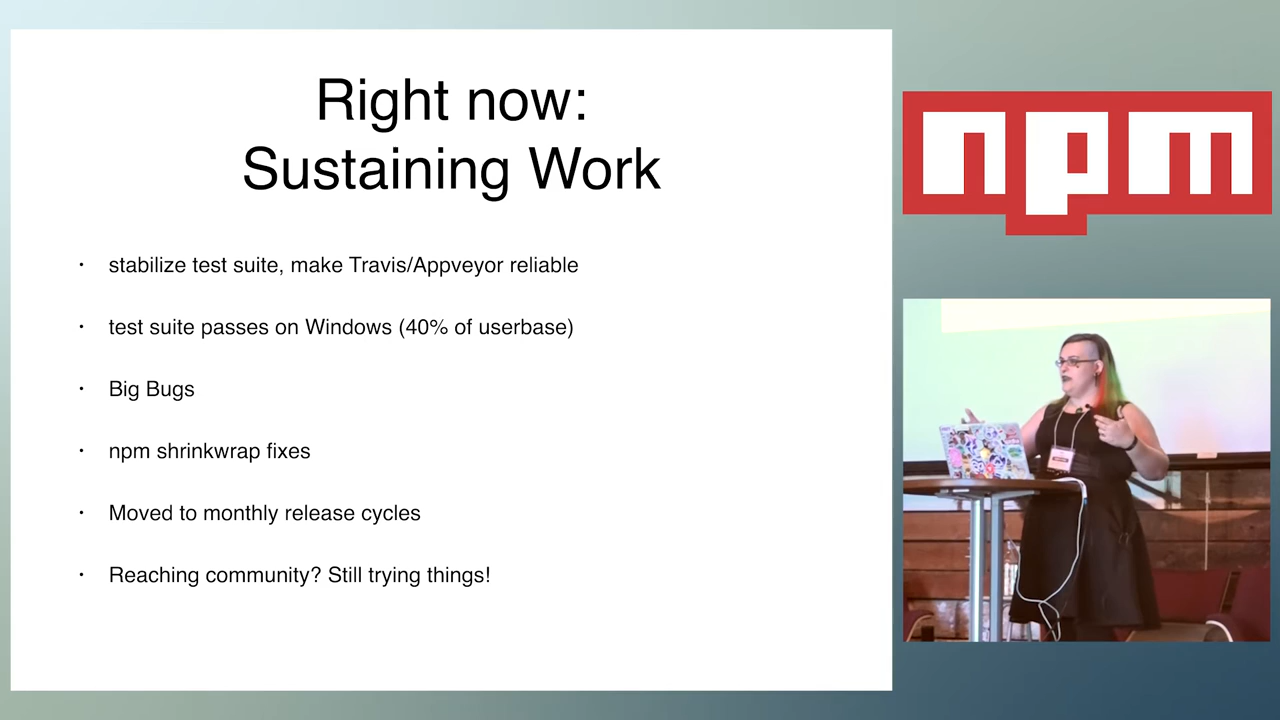 Right now:
Sustaining Work
• stabilize test suite, make Travis/Appveyor reliable
• test suite passes on Windows (40% of userbase)
• Big Bugs
• npm shrinkwrap fixes
• Moved to monthly release cycles
• Reaching community? Still trying things!
npm